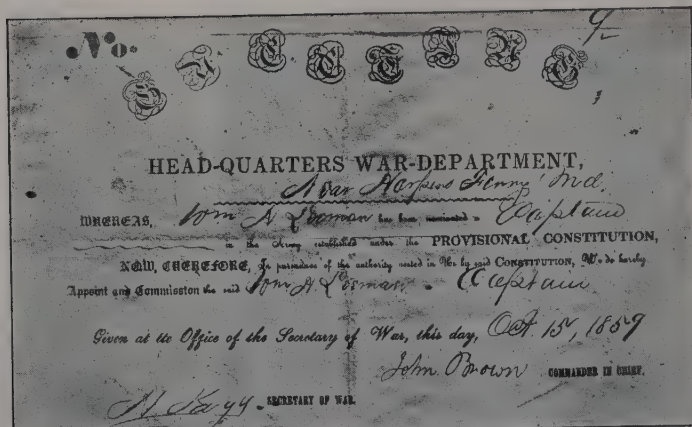 No. 9
GREETING
HEAD-QUARTERS WAR-DEPARTMENT,
Near Harpers Ferry Md.
WHEREAS, Wm H Leeman has been nominated a Captain
in the Army established under the PROVISIONAL CONSTITUTION,
NOW, THEREFORE, In pursuance of the authority vested in Us by said CONSTITUTION, We do hereby
Appoint and Commission the said Wm H Leeman a Captain.
Given at the Office of the Secretary of War, this day, Oct. 15, 1859
John Brown COMMANDER IN CHIEF.
H. Kagi. SECRETARY OF WAR.